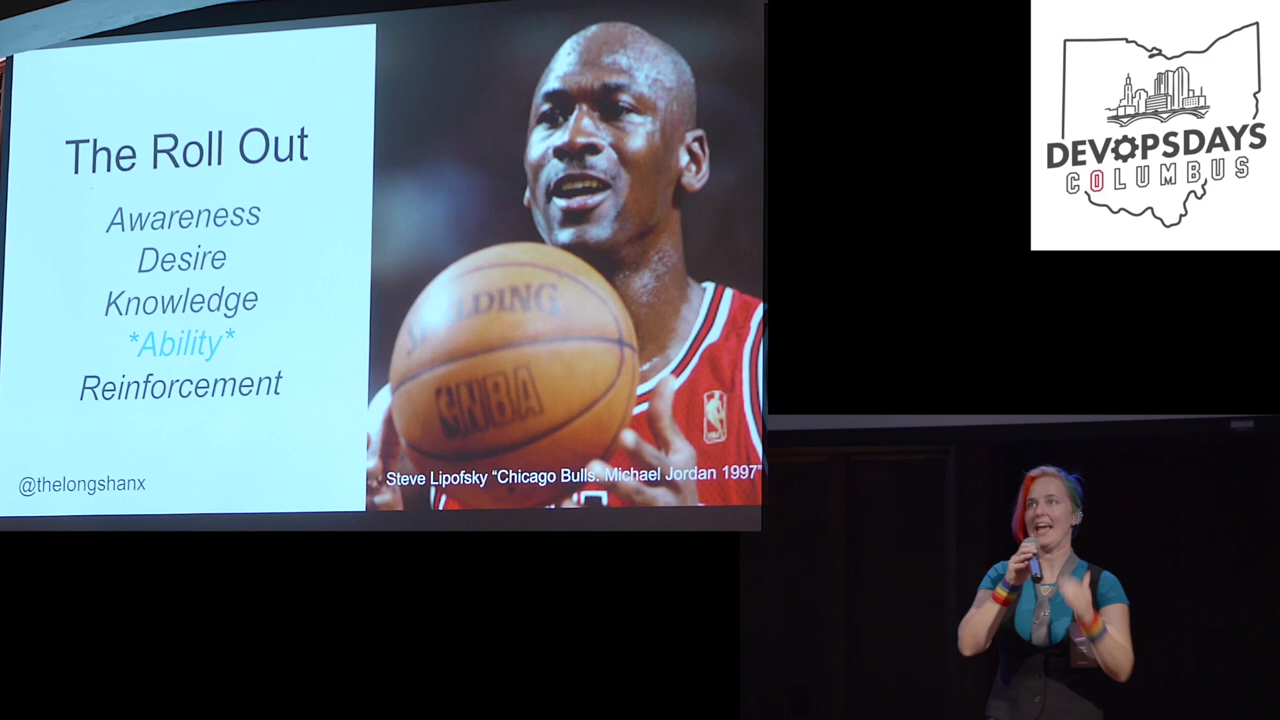 The Roll Out
Awareness
Desire
Knowledge
*Ability*
Reinforcement
@thelongshanx
SPALDING
NBA
Steve Lipofsky “Chicago Bulls. Michael Jordan 1997”
DEVOPSDAYS
COLUMBUS